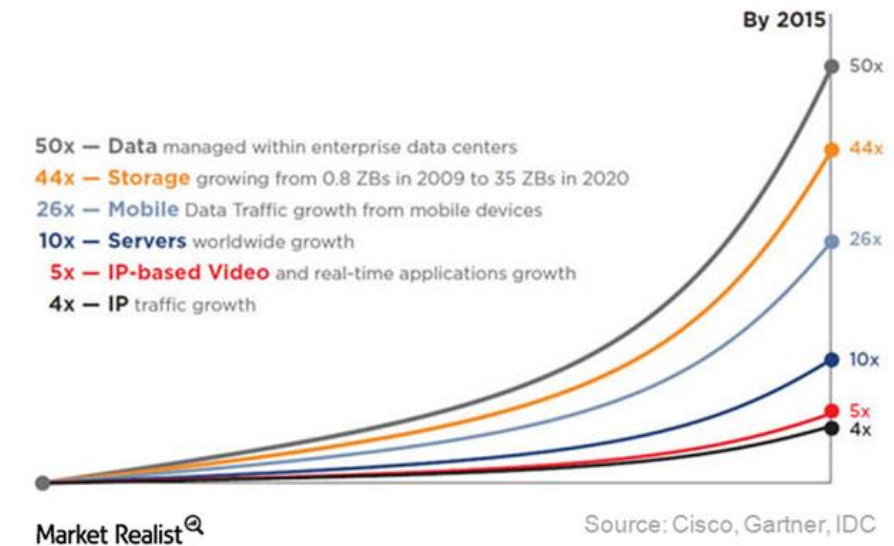 By 2015
50x
50x — Data managed within enterprise data centers
44x
44x — Storage growing from 0.8 ZBs in 2009 to 35 ZBs in 2020
26x — Mobile Data Traffic growth from mobile devices
26x
10x — Servers worldwide growth
5x — IP-based Video and real-time applications growth
4x — IP traffic growth
10x
5x
4x
Market Realist
Source: Cisco, Gartner, IDC